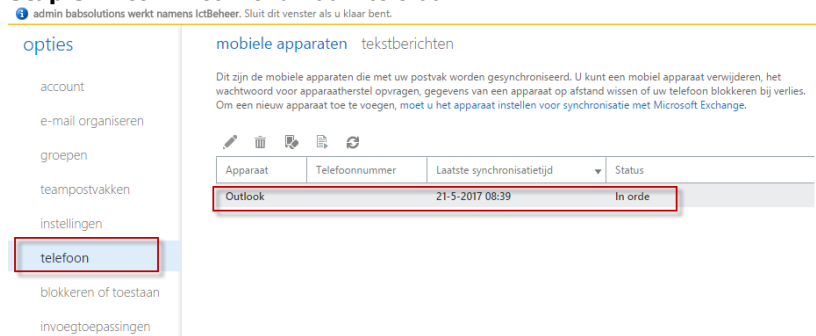 admin babsolutions werkt namens IctBeheer. Sluit dit venster als u klaar bent.
opties
account
e-mail organiseren
groepen
teampostvakken
instellingen
telefoon
blokkeren of toestaan
invoegtoepassingen
mobiele apparaten tekstberichten
Dit zijn de mobiele apparaten die met uw postvak worden gesynchroniseerd. U kunt een mobiel apparaat verwijderen, het
wachtwoord voor apparaatherstel opvragen, gegevens van een apparaat op afstand wissen of uw telefoon blokkeren bij verlies.
Om een nieuw apparaat toe te voegen, moet u het apparaat instellen voor synchronisatie met Microsoft Exchange.
Apparaat Telefoonnummer Laatste synchronisatietijd Status
Outlook 21-5-2017 08:39 In orde